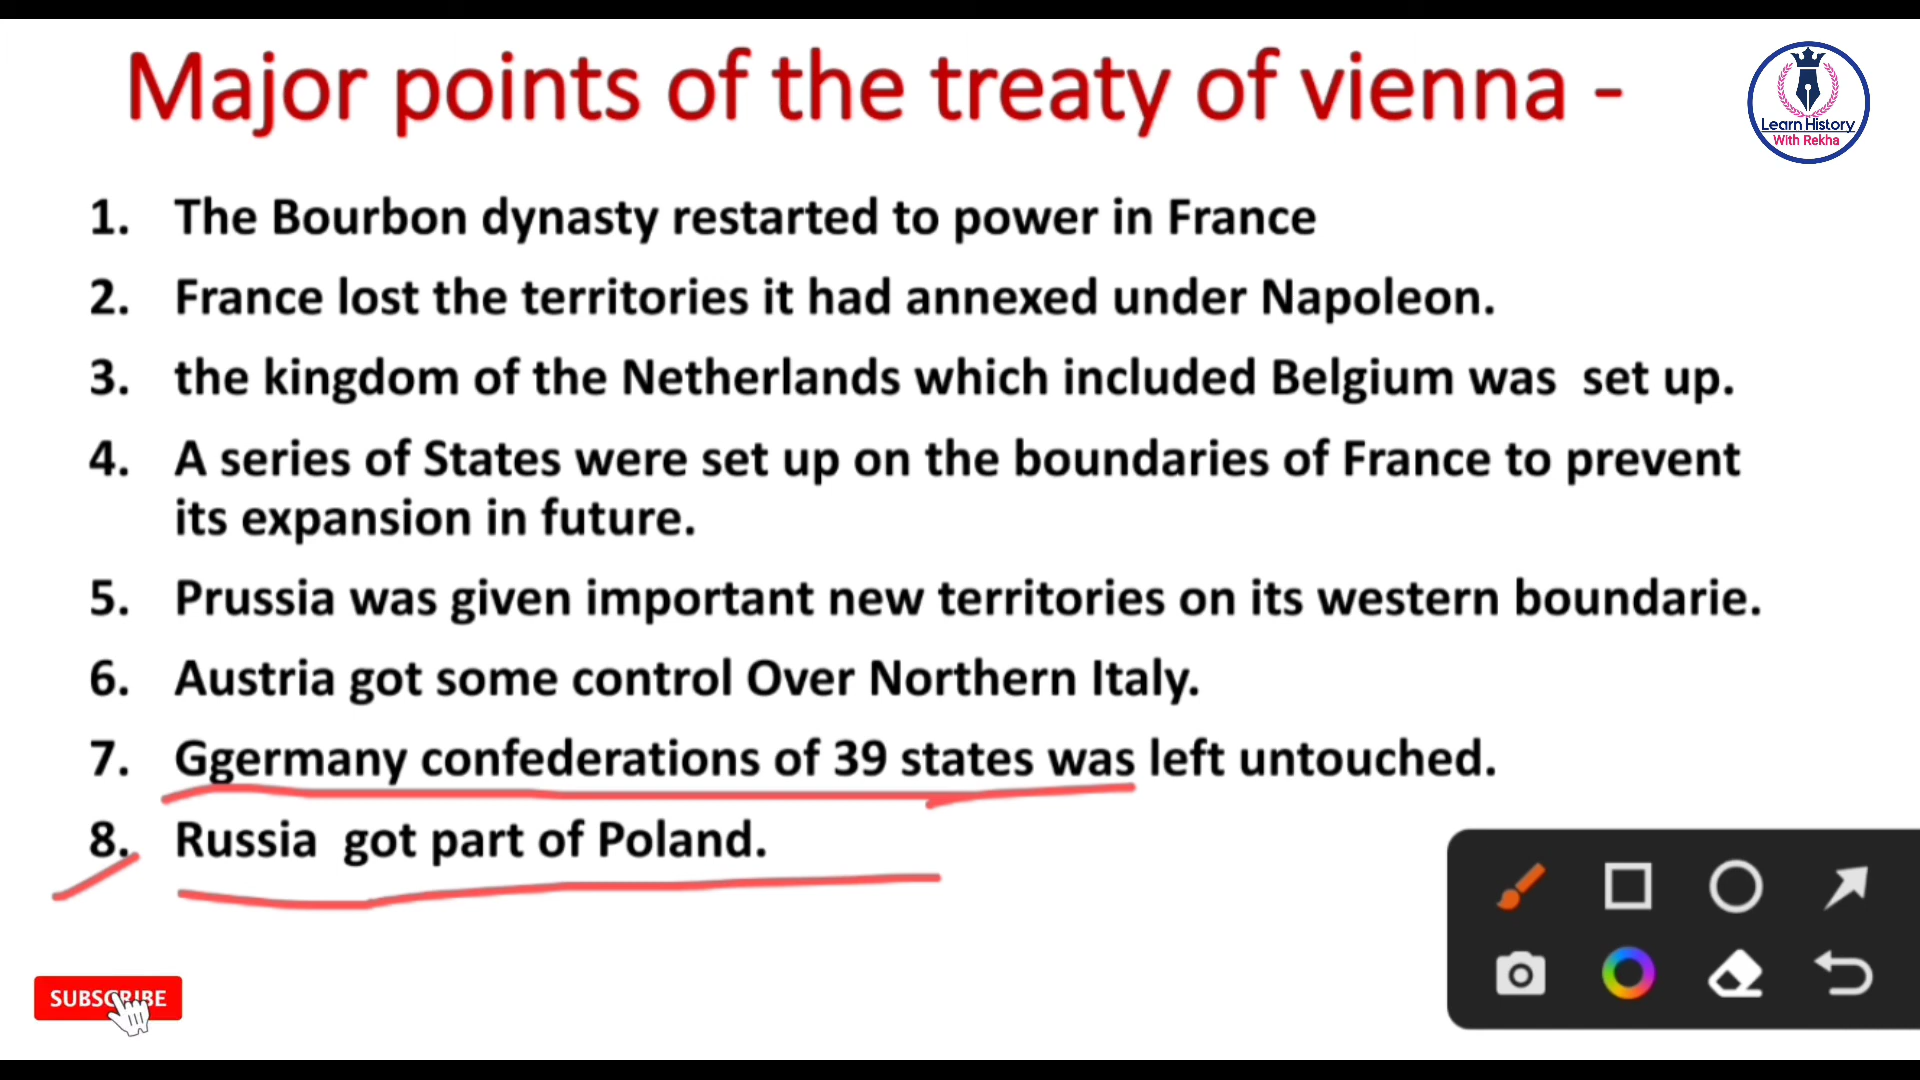 Major points of the treaty of vienna -
Learn History
With Rekha
1. The Bourbon dynasty restarted to power in France
2. France lost the territories it had annexed under Napoleon.
3. the kingdom of the Netherlands which included Belgium was set up.
4. A series of States were set up on the boundaries of France to prevent
its expansion in future.
5. Prussia was given important new territories on its western boundarie.
6. Austria got some control Over Northern Italy.
7. Ggermany confederations of 39 states was left untouched.
8. Russia got part of Poland.
SUBSCRIBE